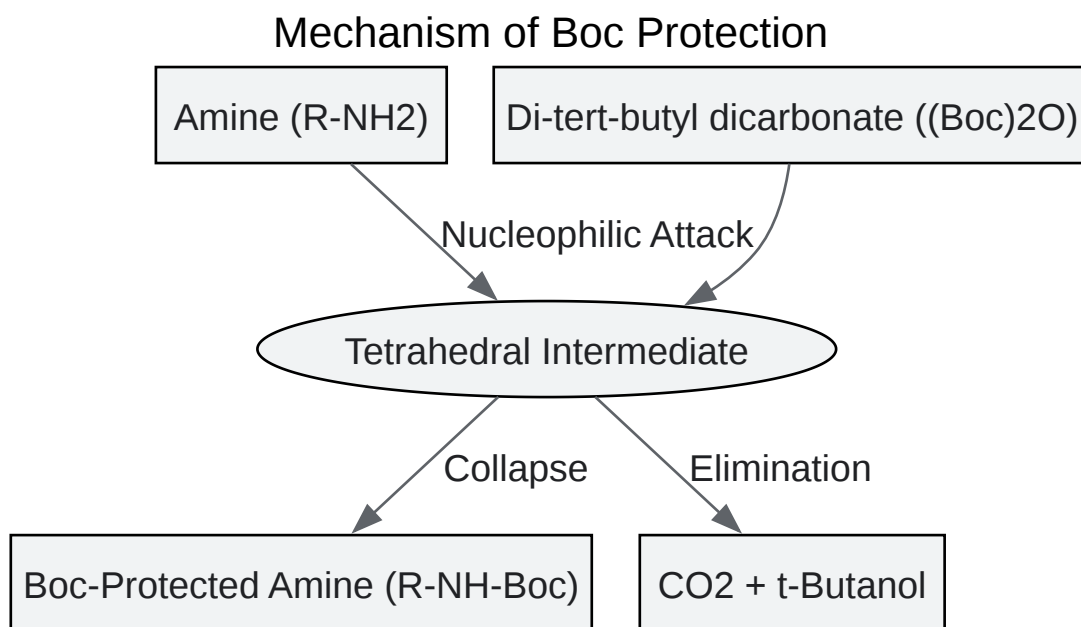 Mechanism of Boc Protection
Amine (R-NH2)
Di-tert-butyl dicarbonate ((Boc)2O)
Nucleophilic Attack
Tetrahedral Intermediate
Collapse
Elimination
Boc-Protected Amine (R-NH-Boc)
CO2 + t-Butanol